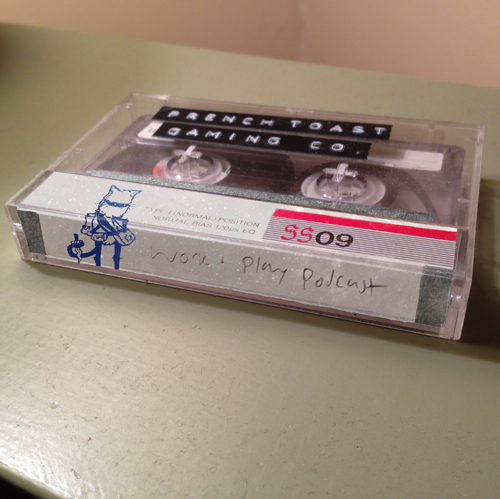 FRENCH TOAST
GAMING CO.
TYPE I (NORMAL) POSITION
NORMAL BIAS 120µs EQ
SS09
Work + Play Podcast